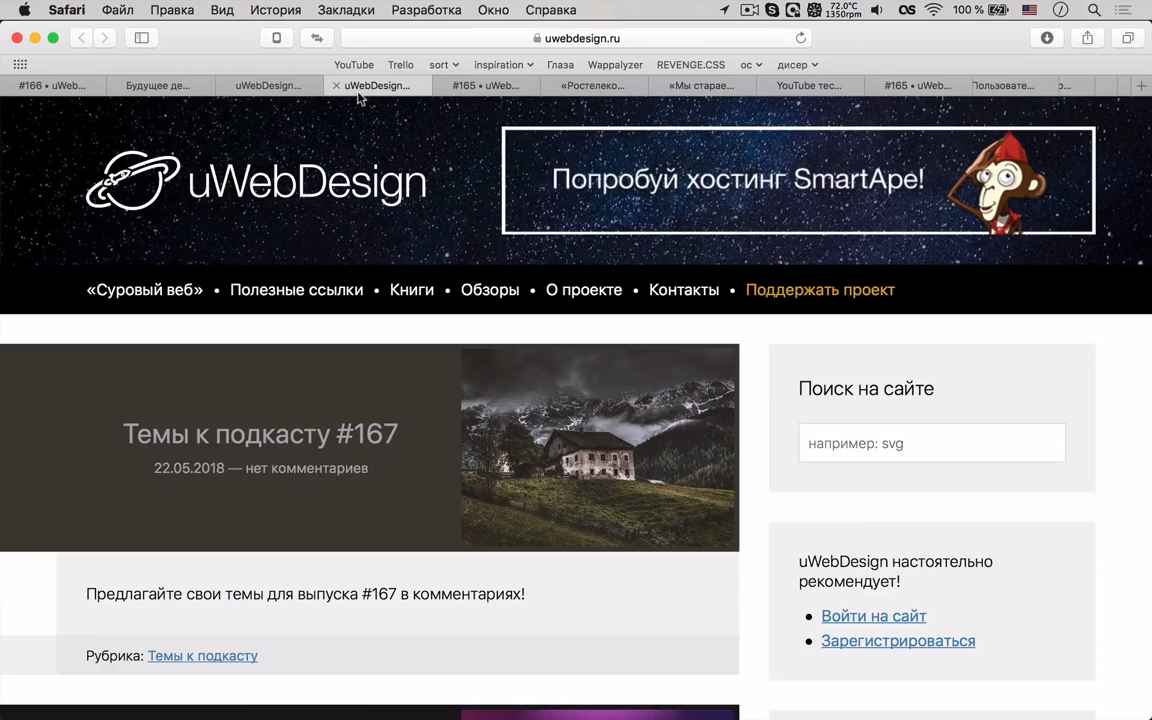 Safari Файл Правка Вид История Закладки Разработка Окно Справка
72.0°C
1350rpm
100 %
uwebdesign.ru
YouTube Trello sort inspiration Глаза Wappalyzer REVENGE.CSS ос дисер
#166 • uWeb... Будущее де... uWebDesign... uWebDesign... #165 • uWeb... «Ростелеко... «Мы старае... YouTube тес... #165 • uWeb... Пользовате...
uWebDesign
Попробуй хостинг SmartApe!
«Суровый веб» • Полезные ссылки • Книги • Обзоры • О проекте • Контакты • Поддержать проект
Темы к подкасту #167
22.05.2018 — нет комментариев
Предлагайте свои темы для выпуска #167 в комментариях!
Рубрика: Темы к подкасту
Поиск на сайте
например: svg
uWebDesign настоятельно
рекомендует!
• Войти на сайт
• Зарегистрироваться